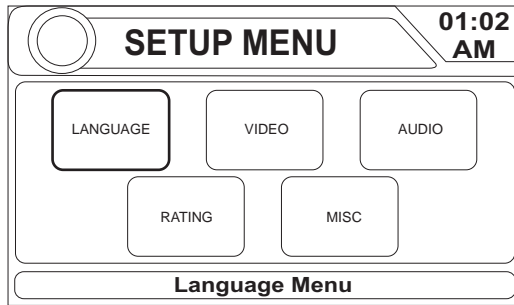 SETUP MENU
01:02
AM
LANGUAGE
VIDEO
AUDIO
RATING
MISC
Language Menu